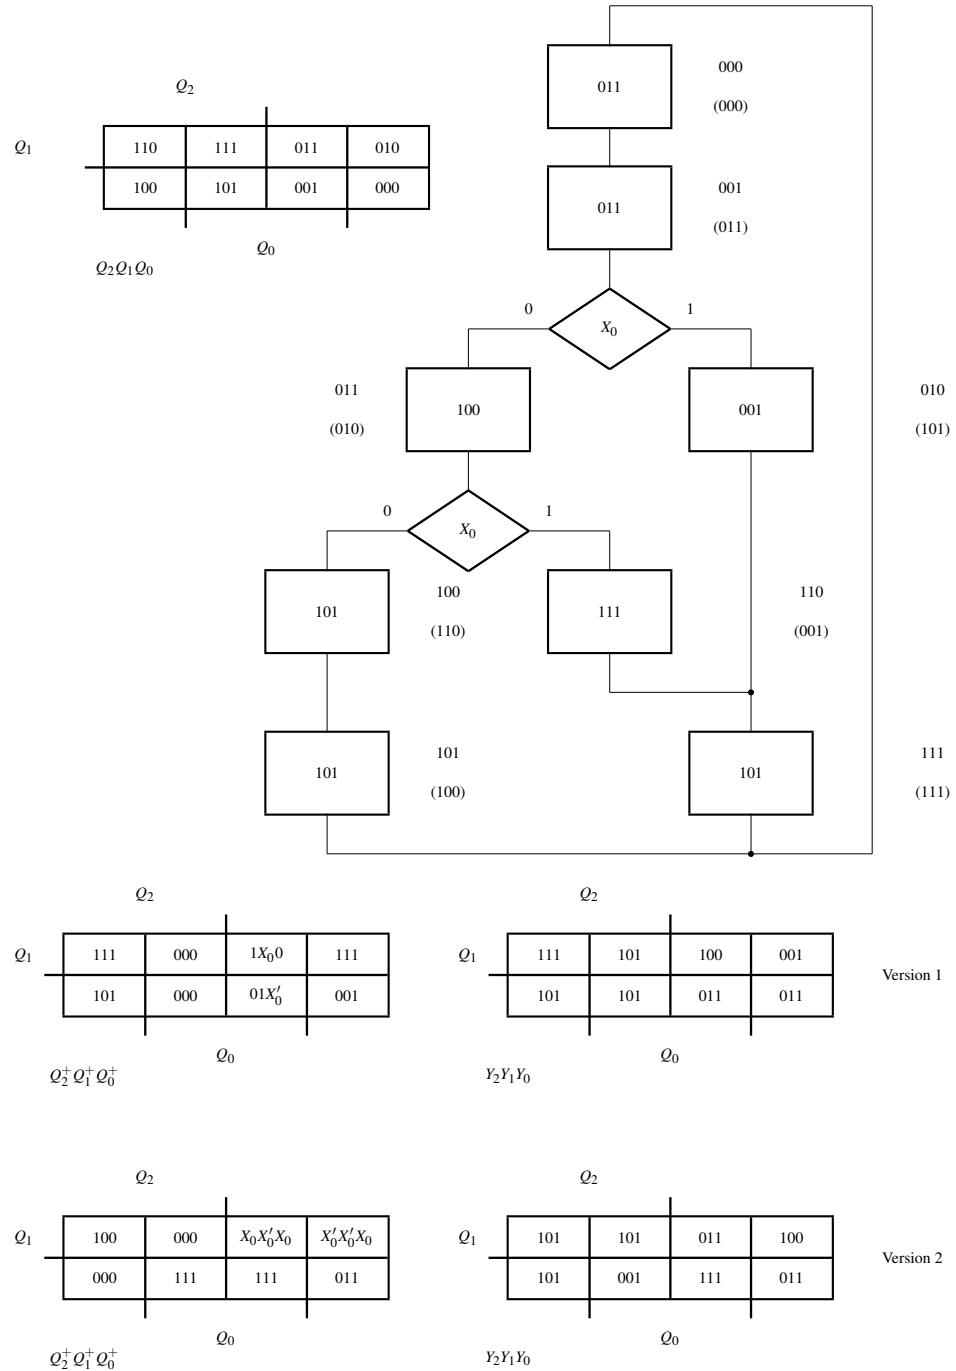 Q2
Q1
110 111 011 010
100 101 001 000
Q0
Q2Q1Q0
011
000
(000)
011
001
(011)
0
X0
1
011
(010)
100
001
010
(101)
0
X0
1
101
100
(110)
111
110
(001)
101
101
(100)
101
111
(111)
Q2
Q1
111 000 1X00 111
101 000 01X0′ 001
Q0
Q2+Q1+Q0+
Q2
Q1
111 101 100 001
101 101 011 011
Q0
Y2Y1Y0
Version 1
Q2
Q1
100 000 X0X0′X0 X0′X0′X0
000 111 111 011
Q0
Q2+Q1+Q0+
Q2
Q1
101 101 011 100
101 001 111 011
Q0
Y2Y1Y0
Version 2